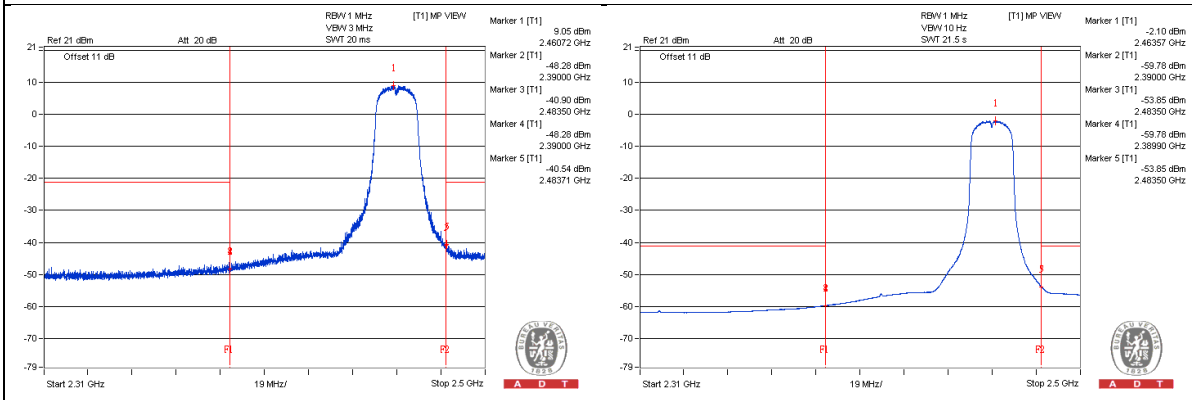 RBW 1 MHz
VBW 3 MHz
SWT 20 ms
[T1] MP VIEW
Ref 21 dBm
Att 20 dB
Offset 11 dB
21
10
0
-10
-20
-30
-40
-50
-60
-70
-79
1
5
F1
F2
Start 2.31 GHz
19 MHz/
Stop 2.5 GHz
Marker 1 [T1]
9.05 dBm
2.46072 GHz
Marker 2 [T1]
-48.28 dBm
2.39000 GHz
Marker 3 [T1]
-40.90 dBm
2.48350 GHz
Marker 4 [T1]
-48.28 dBm
2.39000 GHz
Marker 5 [T1]
-40.54 dBm
2.48371 GHz
BUREAU VERITAS
1828
A D T
RBW 1 MHz
VBW 10 Hz
SWT 21.5 s
[T1] MP VIEW
Ref 21 dBm
Att 20 dB
Offset 11 dB
21
10
0
-10
-20
-30
-40
-50
-60
-70
-79
1
F1
F2
Start 2.31 GHz
19 MHz/
Stop 2.5 GHz
Marker 1 [T1]
-2.10 dBm
2.46357 GHz
Marker 2 [T1]
-59.78 dBm
2.39000 GHz
Marker 3 [T1]
-53.85 dBm
2.48350 GHz
Marker 4 [T1]
-59.78 dBm
2.38990 GHz
Marker 5 [T1]
-53.85 dBm
2.48350 GHz
BUREAU VERITAS
1828
A D T